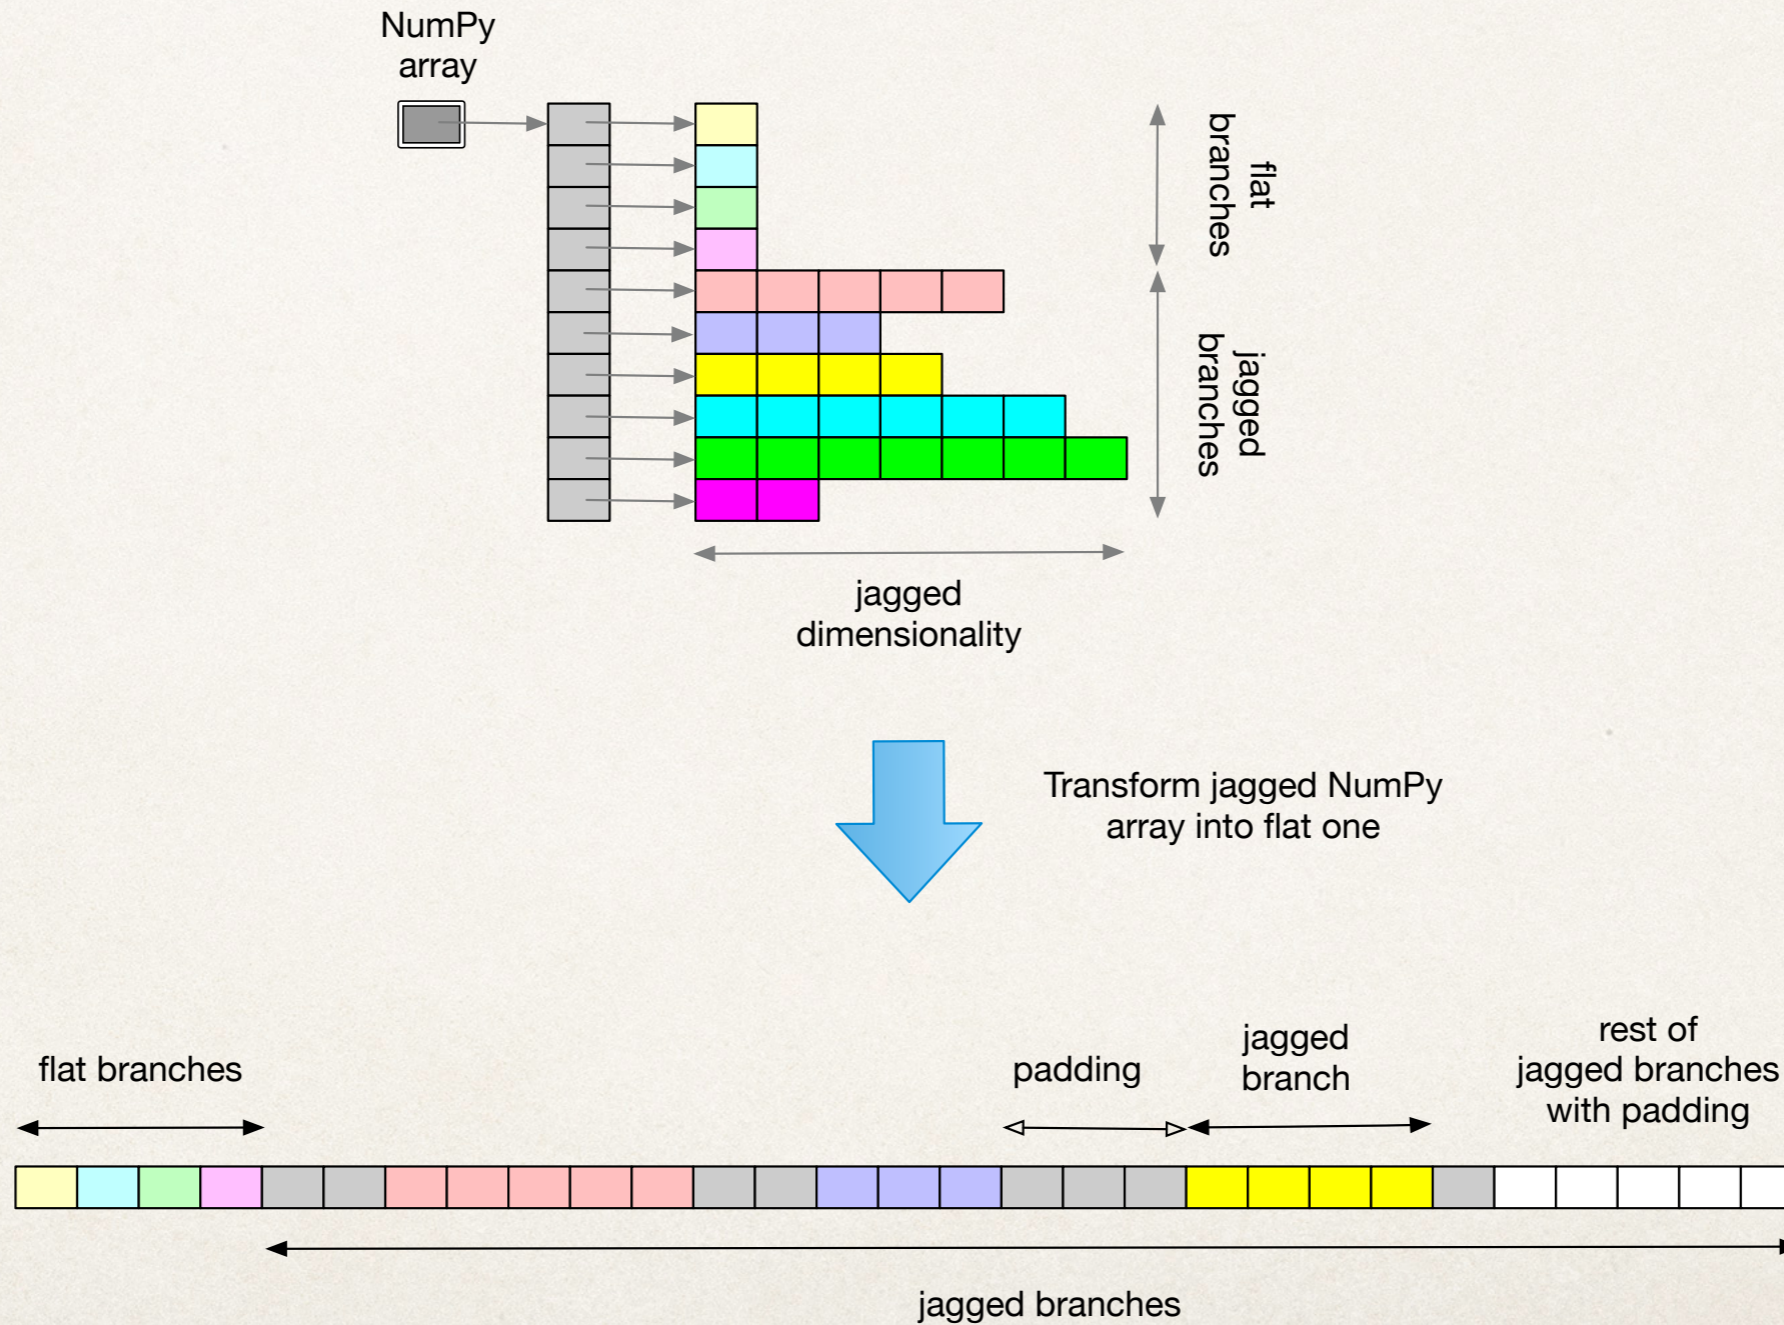 NumPy
array
flat
branches
jagged
branches
jagged
dimensionality
Transform jagged NumPy
array into flat one
flat branches
padding
jagged
branch
rest of
jagged branches
with padding
jagged branches